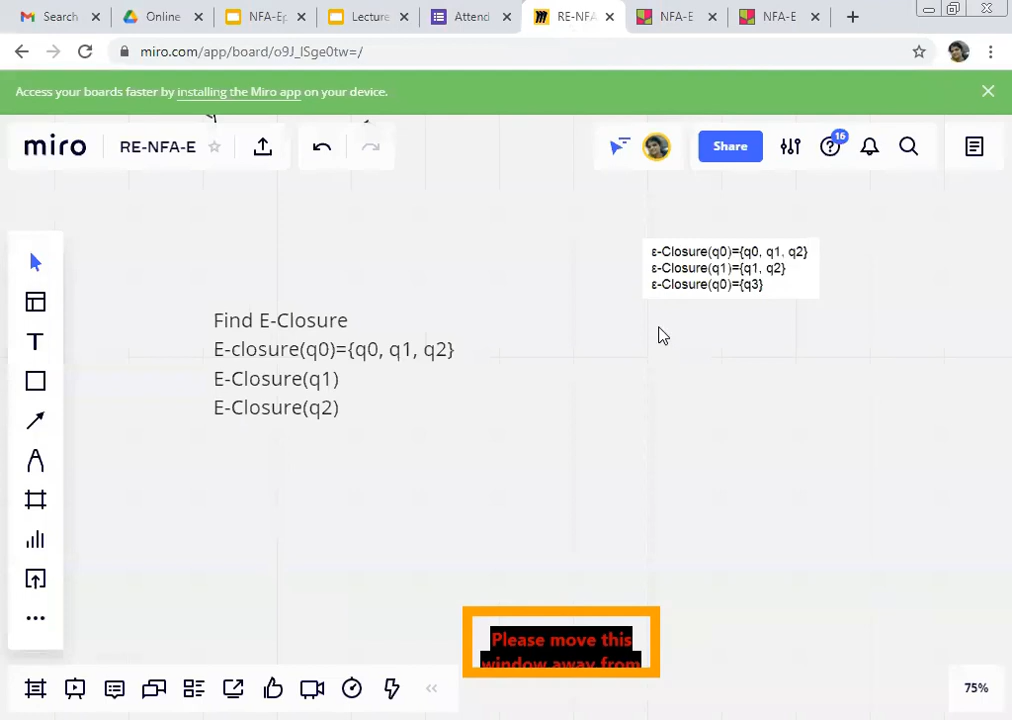 Search
Online
NFA-Ep
Lecture
Attend
RE-NFA-E
NFA-E
NFA-E
miro.com/app/board/o9J_lSge0tw=/
Access your boards faster by installing the Miro app on your device.
miro
RE-NFA-E
Share
16
ε-Closure(q0)={q0, q1, q2}
ε-Closure(q1)={q1, q2}
ε-Closure(q0)={q3}
Find E-Closure
E-closure(q0)={q0, q1, q2}
E-Closure(q1)
E-Closure(q2)
Please move this
window away from
75%